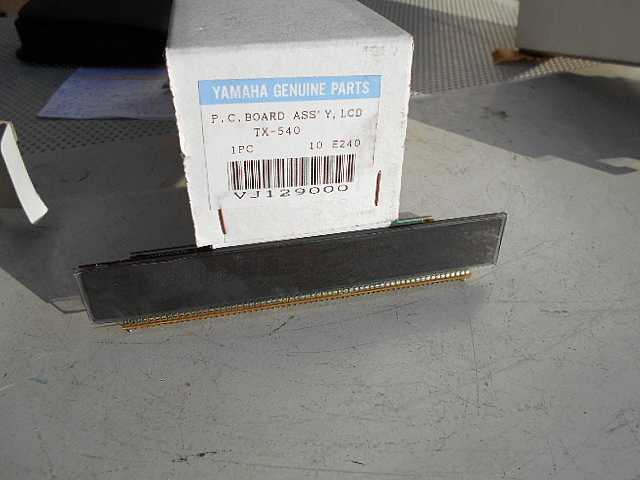 YAMAHA GENUINE PARTS
P.C.BOARD ASS'Y,LCD
TX-540
1PC 10 E240
VJ129000